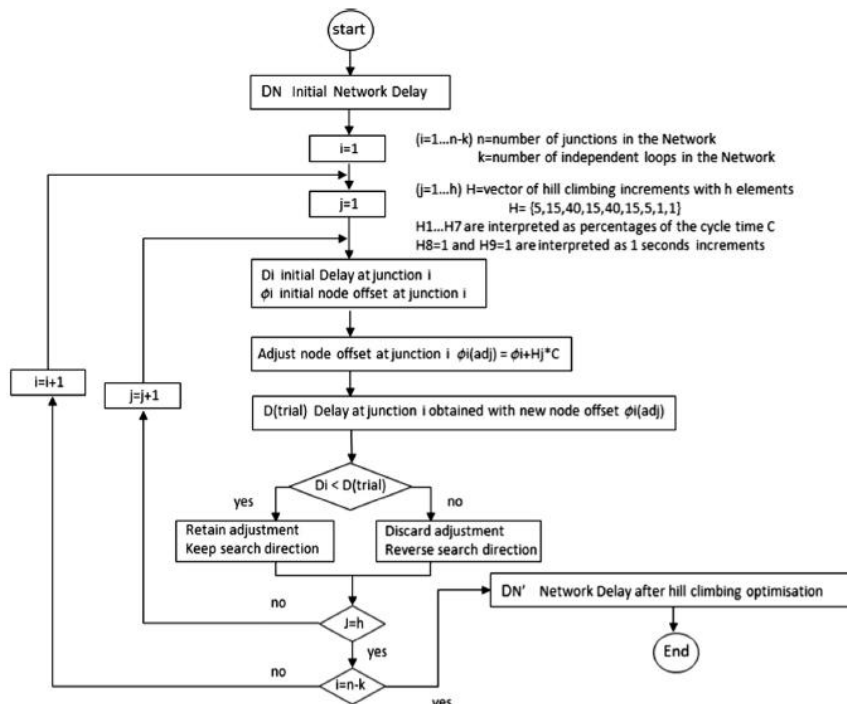 start
DN Initial Network Delay
i=1
(i=1...n-k) n=number of junctions in the Network
k=number of independent loops in the Network
j=1
(j=1...h) H=vector of hill climbing increments with h elements
H= {5,15,40,15,40,15,5,1,1}
H1...H7 are interpreted as percentages of the cycle time C
H8=1 and H9=1 are interpreted as 1 seconds increments
Di initial Delay at junction i
ϕi initial node offset at junction i
Adjust node offset at junction i ϕi(adj) = ϕi+Hj*C
i=i+1
j=j+1
D(trial) Delay at junction i obtained with new node offset ϕi(adj)
Di < D(trial)
yes
no
Retain adjustment
Keep search direction
Discard adjustment
Reverse search direction
DN' Network Delay after hill climbing optimisation
no
J=h
yes
End
no
i=n-k
yes